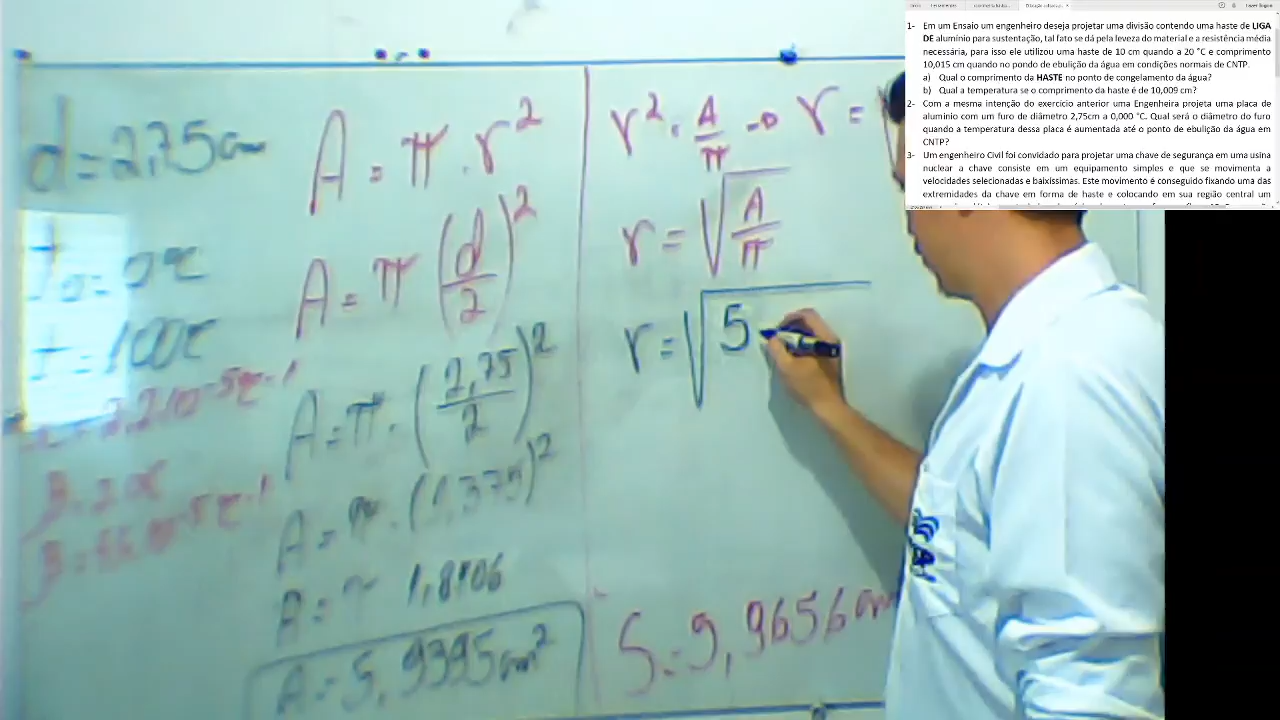 1- Em um Ensaio um engenheiro deseja projetar uma divisão contendo uma haste de LIGA
DE aluminio para sustentação, tal fato se dá pela leveza do material e a resistência média
necessária, para isso ele utilizou uma haste de 10 cm quando a 20 °C e comprimento
10,015 cm quando no pondo de ebulição da água em condições normais de CNTP.
a) Qual o comprimento da HASTE no ponto de congelamento da água?
b) Qual a temperatura se o comprimento da haste é de 10,009 cm?
2- Com a mesma intenção do exercício anterior uma Engenheira projeta uma placa de
alumínio com um furo de diâmetro 2,75cm a 0,000 °C. Qual será o diâmetro do furo
quando a temperatura dessa placa é aumentada até o ponto de ebulição da água em
CNTP?
3- Um engenheiro Civil foi convidado para projetar uma chave de segurança em uma usina
nuclear a chave consiste em um equipamento simples e que se movimenta a
velocidades selecionadas e baixíssimas. Este movimento é conseguido fixando uma das
extremidades da chave em forma de haste e colocando em sua região central um
d = 2,75 cm
A = π . r²
A = π (d/2)²
A = π . (2,75/2)²
A = π . (1,375)²
A = π 1,8906
A = 5,9395 cm²
r² = A/π → r = √
r = √(A/π)
r = √5